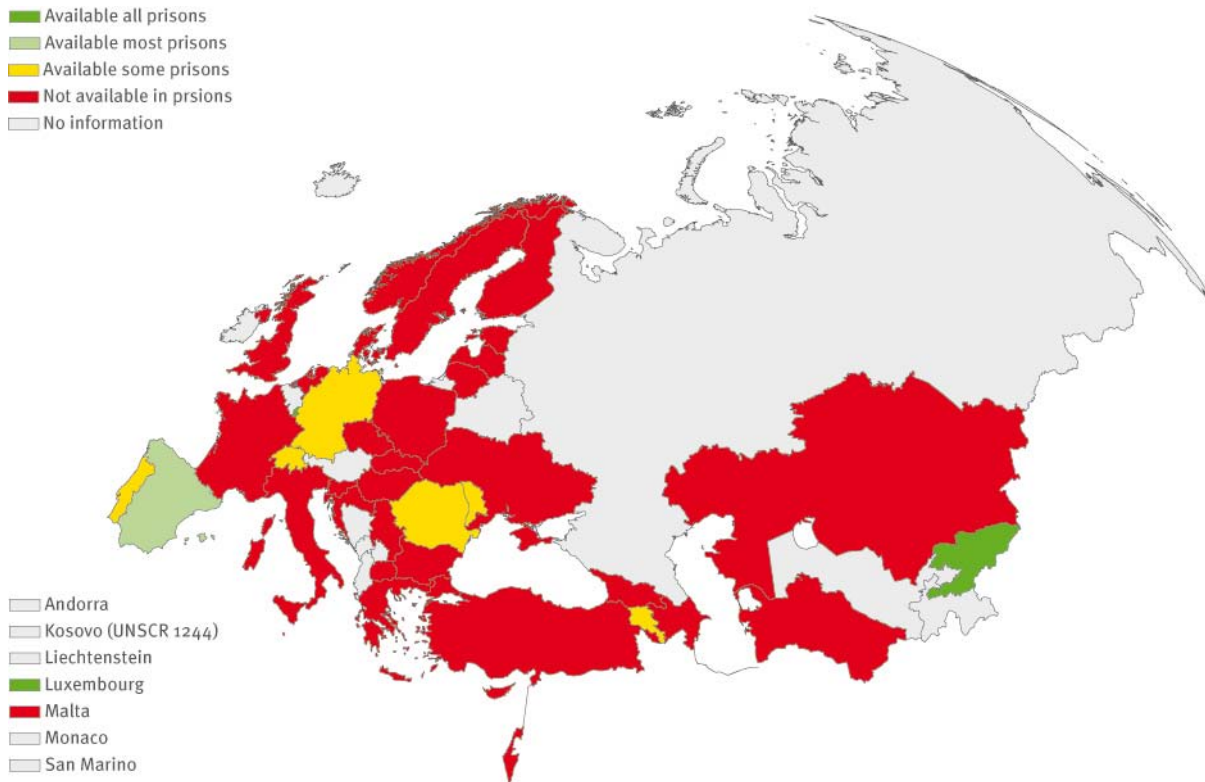 Available all prisons
Available most prisons
Available some prisons
Not available in prsions
No information
Andorra
Kosovo (UNSCR 1244)
Liechtenstein
Luxembourg
Malta
Monaco
San Marino